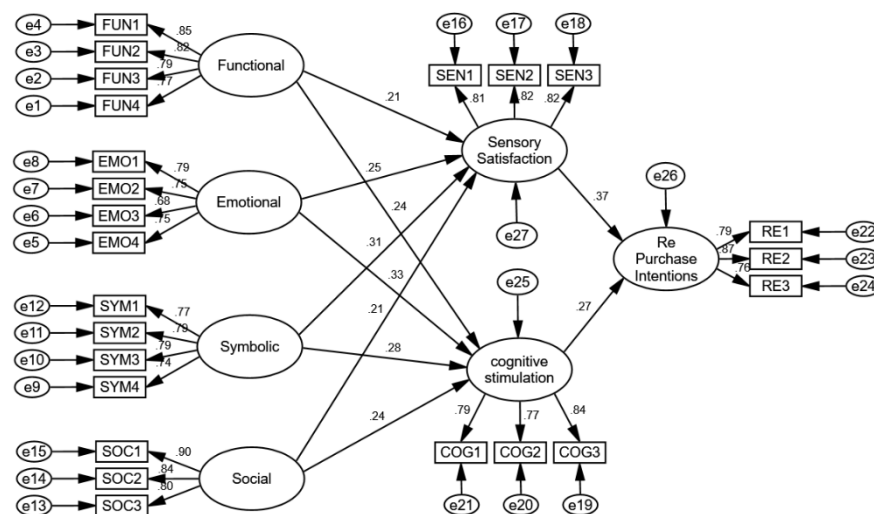 e4 FUN1 .85
e3 FUN2 .82
e2 FUN3 .79
e1 FUN4 .77
Functional
e8 EMO1 .79
e7 EMO2 .75
e6 EMO3 .68
e5 EMO4 .75
Emotional
e12 SYM1 .77
e11 SYM2 .79
e10 SYM3 .79
e9 SYM4 .74
Symbolic
e15 SOC1 .90
e14 SOC2 .84
e13 SOC3 .80
Social
.21
.25
.24
.31
.33
.21
.28
.24
e16 e17 e18
SEN1 SEN2 SEN3
.81 .82 .82
Sensory
Satisfaction
e27
e25
cognitive
stimulation
.79 .77 .84
COG1 COG2 COG3
e21 e20 e19
.37
.27
e26
Re
Purchase
Intentions
.79 RE1 e22
.87 RE2 e23
.76 RE3 e24